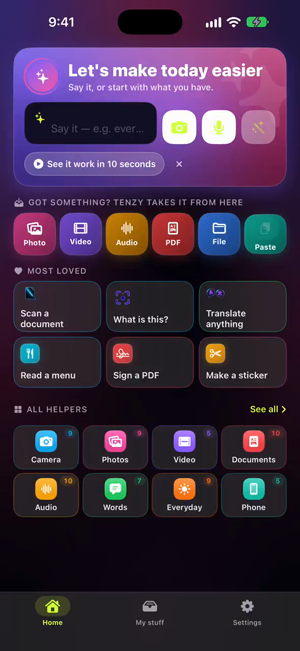 9:41
Let's make today easier
Say it, or start with what you have.
Say it — e.g. ever...
See it work in 10 seconds
GOT SOMETHING? TENZY TAKES IT FROM HERE
Photo
Video
Audio
PDF
File
Paste
MOST LOVED
Scan a
document
What is this?
Translate
anything
Read a menu
Sign a PDF
Make a sticker
ALL HELPERS
See all
9
Camera
9
Photos
5
Video
10
Documents
10
Audio
7
Words
9
Everyday
5
Phone
Home
My stuff
Settings